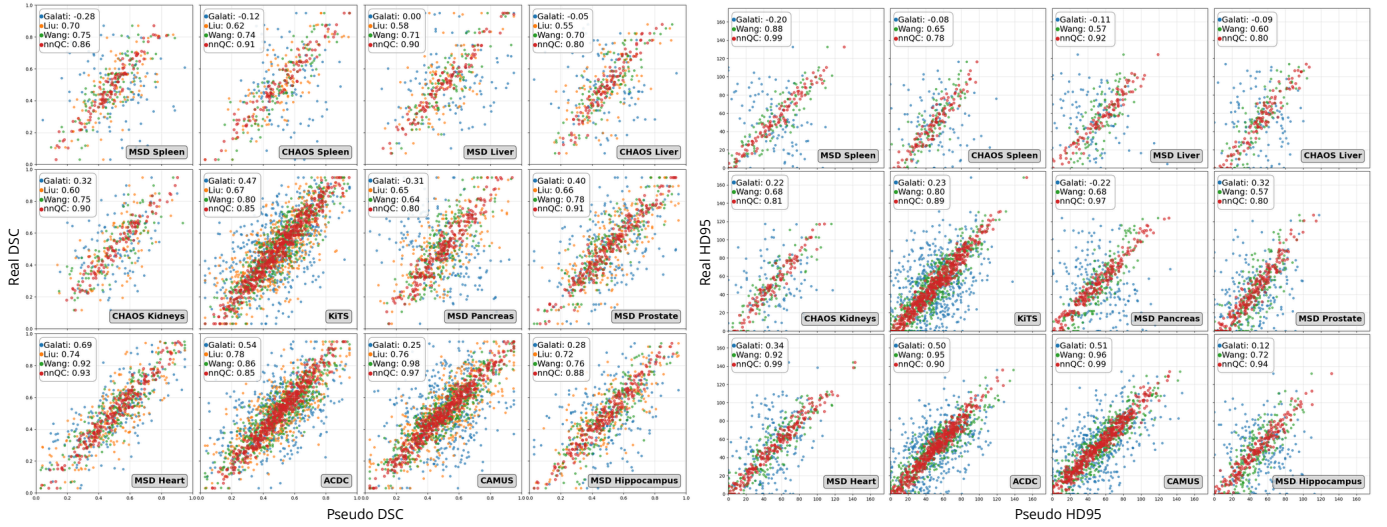 Galati: -0.28
Liu: 0.70
Wang: 0.75
nnQC: 0.86
MSD Spleen
Galati: -0.12
Liu: 0.62
Wang: 0.74
nnQC: 0.91
CHAOS Spleen
Galati: 0.00
Liu: 0.58
Wang: 0.71
nnQC: 0.90
MSD Liver
Galati: -0.05
Liu: 0.55
Wang: 0.70
nnQC: 0.80
CHAOS Liver
Galati: 0.32
Liu: 0.60
Wang: 0.75
nnQC: 0.90
CHAOS Kidneys
Galati: 0.47
Liu: 0.67
Wang: 0.80
nnQC: 0.85
KiTS
Galati: -0.31
Liu: 0.65
Wang: 0.64
nnQC: 0.80
MSD Pancreas
Galati: 0.40
Liu: 0.66
Wang: 0.78
nnQC: 0.91
MSD Prostate
Galati: 0.69
Liu: 0.74
Wang: 0.92
nnQC: 0.93
MSD Heart
Galati: 0.54
Liu: 0.78
Wang: 0.86
nnQC: 0.85
ACDC
Galati: 0.25
Liu: 0.76
Wang: 0.98
nnQC: 0.97
CAMUS
Galati: 0.28
Liu: 0.72
Wang: 0.76
nnQC: 0.88
MSD Hippocampus
Real DSC
Pseudo DSC
Galati: -0.20
Wang: 0.88
nnQC: 0.99
MSD Spleen
Galati: -0.08
Wang: 0.65
nnQC: 0.78
CHAOS Spleen
Galati: -0.11
Wang: 0.57
nnQC: 0.92
MSD Liver
Galati: -0.09
Wang: 0.60
nnQC: 0.80
CHAOS Liver
Galati: 0.22
Wang: 0.68
nnQC: 0.81
CHAOS Kidneys
Galati: 0.23
Wang: 0.80
nnQC: 0.89
KiTS
Galati: -0.22
Wang: 0.68
nnQC: 0.97
MSD Pancreas
Galati: 0.32
Wang: 0.57
nnQC: 0.80
MSD Prostate
Galati: 0.34
Wang: 0.92
nnQC: 0.99
MSD Heart
Galati: 0.50
Wang: 0.95
nnQC: 0.90
ACDC
Galati: 0.51
Wang: 0.96
nnQC: 0.99
CAMUS
Galati: 0.12
Wang: 0.72
nnQC: 0.94
MSD Hippocampus
Real HD95
Pseudo HD95